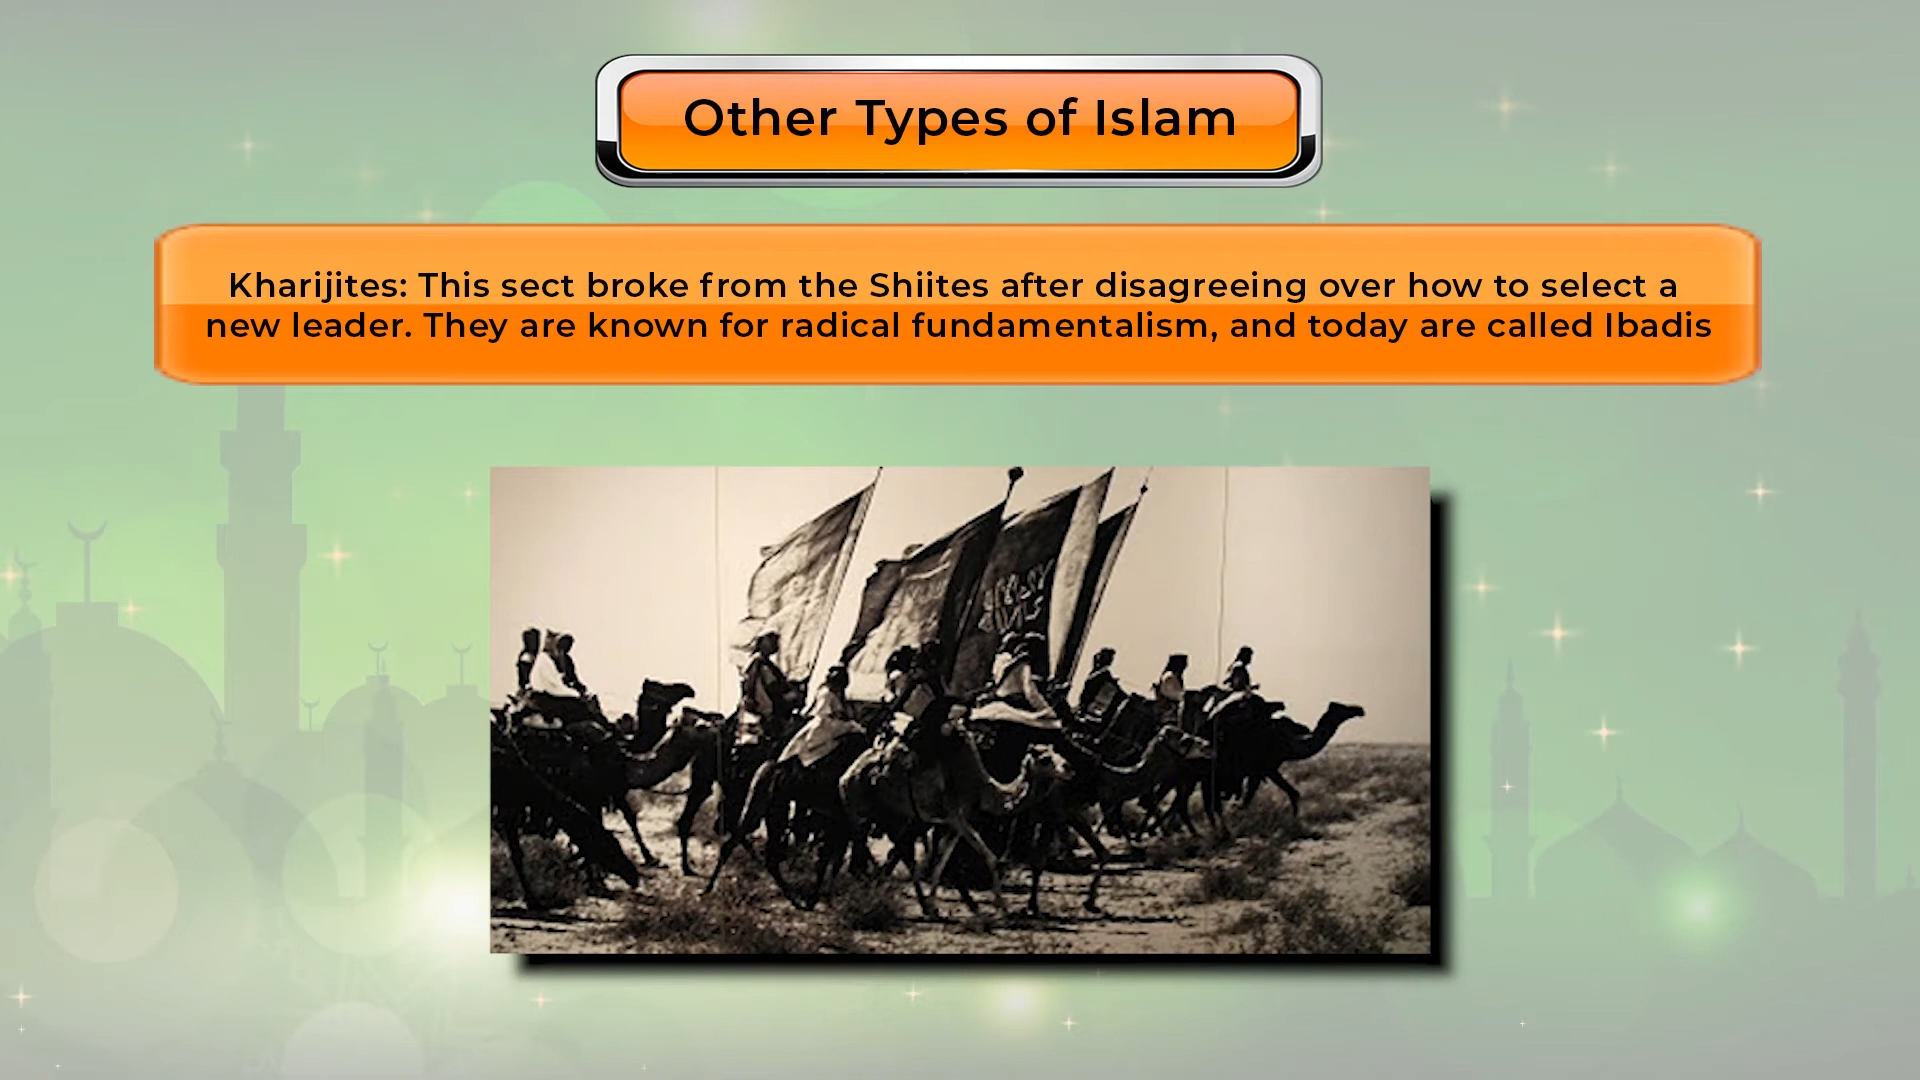 Other Types of Islam
Kharijites: This sect broke from the Shiites after disagreeing over how to select a
new leader. They are known for radical fundamentalism, and today are called Ibadis